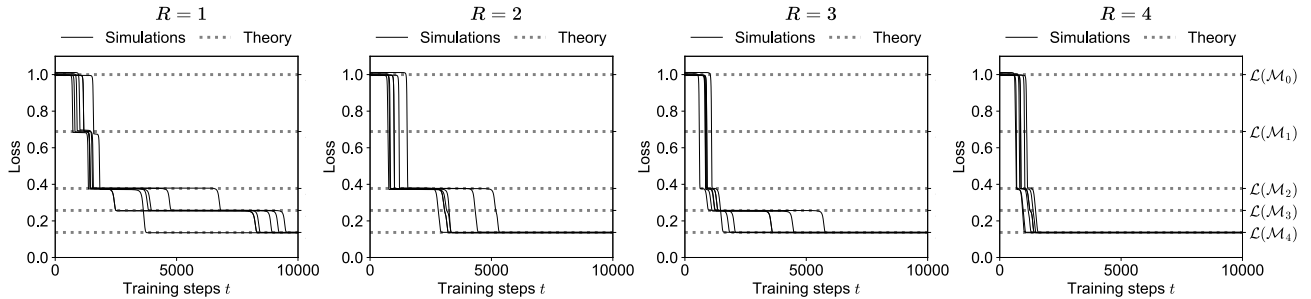 R = 1
Simulations Theory
1.0
0.8
0.6
0.4
0.2
0.0
Loss
0 5000 10000
Training steps t
R = 2
Simulations Theory
1.0
0.8
0.6
0.4
0.2
0.0
Loss
0 5000 10000
Training steps t
R = 3
Simulations Theory
1.0
0.8
0.6
0.4
0.2
0.0
Loss
0 5000 10000
Training steps t
R = 4
Simulations Theory
1.0
0.8
0.6
0.4
0.2
0.0
Loss
0 5000 10000
Training steps t
ℒ(ℳ₀)
ℒ(ℳ₁)
ℒ(ℳ₂)
ℒ(ℳ₃)
ℒ(ℳ₄)